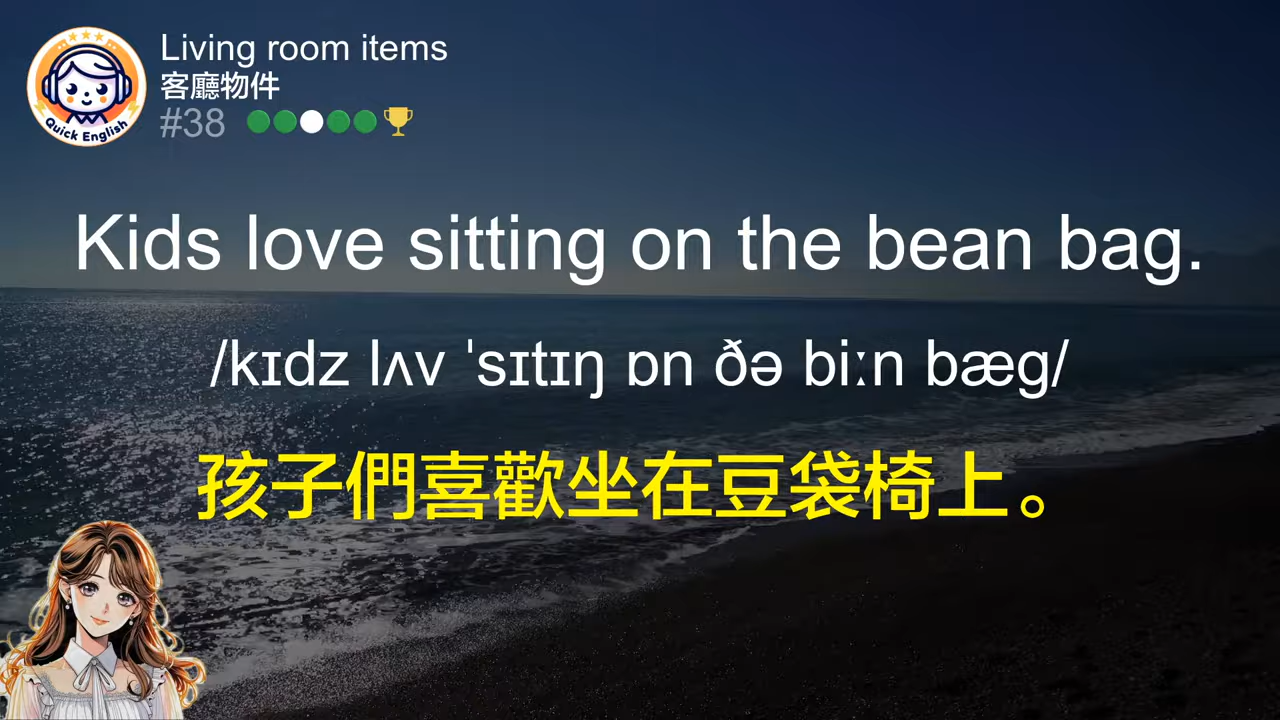 Living room items
客廳物件
#38
Quick English
Kids love sitting on the bean bag.
/kɪdz lʌv ˈsɪtɪŋ ɒn ðə biːn bæg/
孩子們喜歡坐在豆袋椅上。